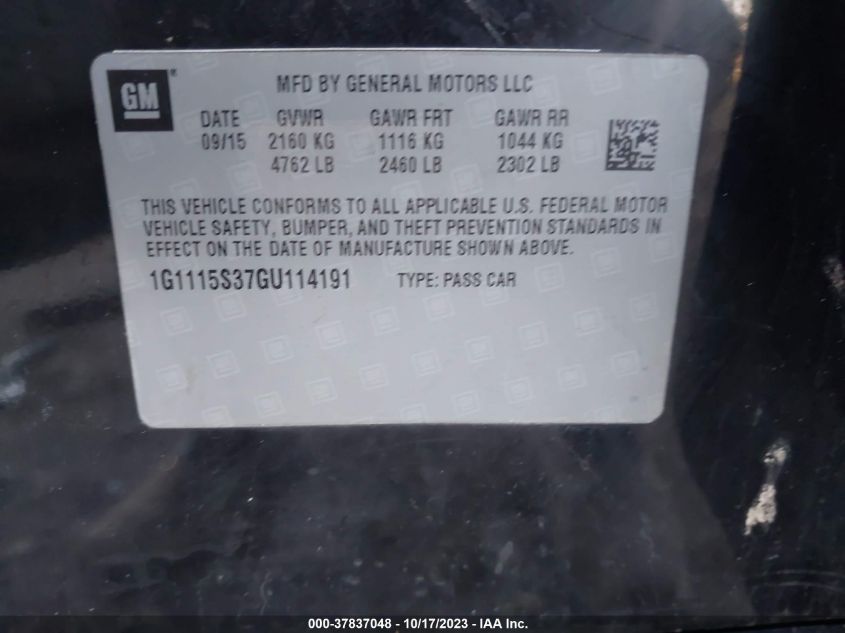 GM ®
MFD BY GENERAL MOTORS LLC
DATE GVWR GAWR FRT GAWR RR
09/15 2160 KG 1116 KG 1044 KG
4762 LB 2460 LB 2302 LB
THIS VEHICLE CONFORMS TO ALL APPLICABLE U.S. FEDERAL MOTOR
VEHICLE SAFETY, BUMPER, AND THEFT PREVENTION STANDARDS IN
EFFECT ON THE DATE OF MANUFACTURE SHOWN ABOVE.
1G1115S37GU114191 TYPE: PASS CAR
000-37837048 - 10/17/2023 - IAA Inc.